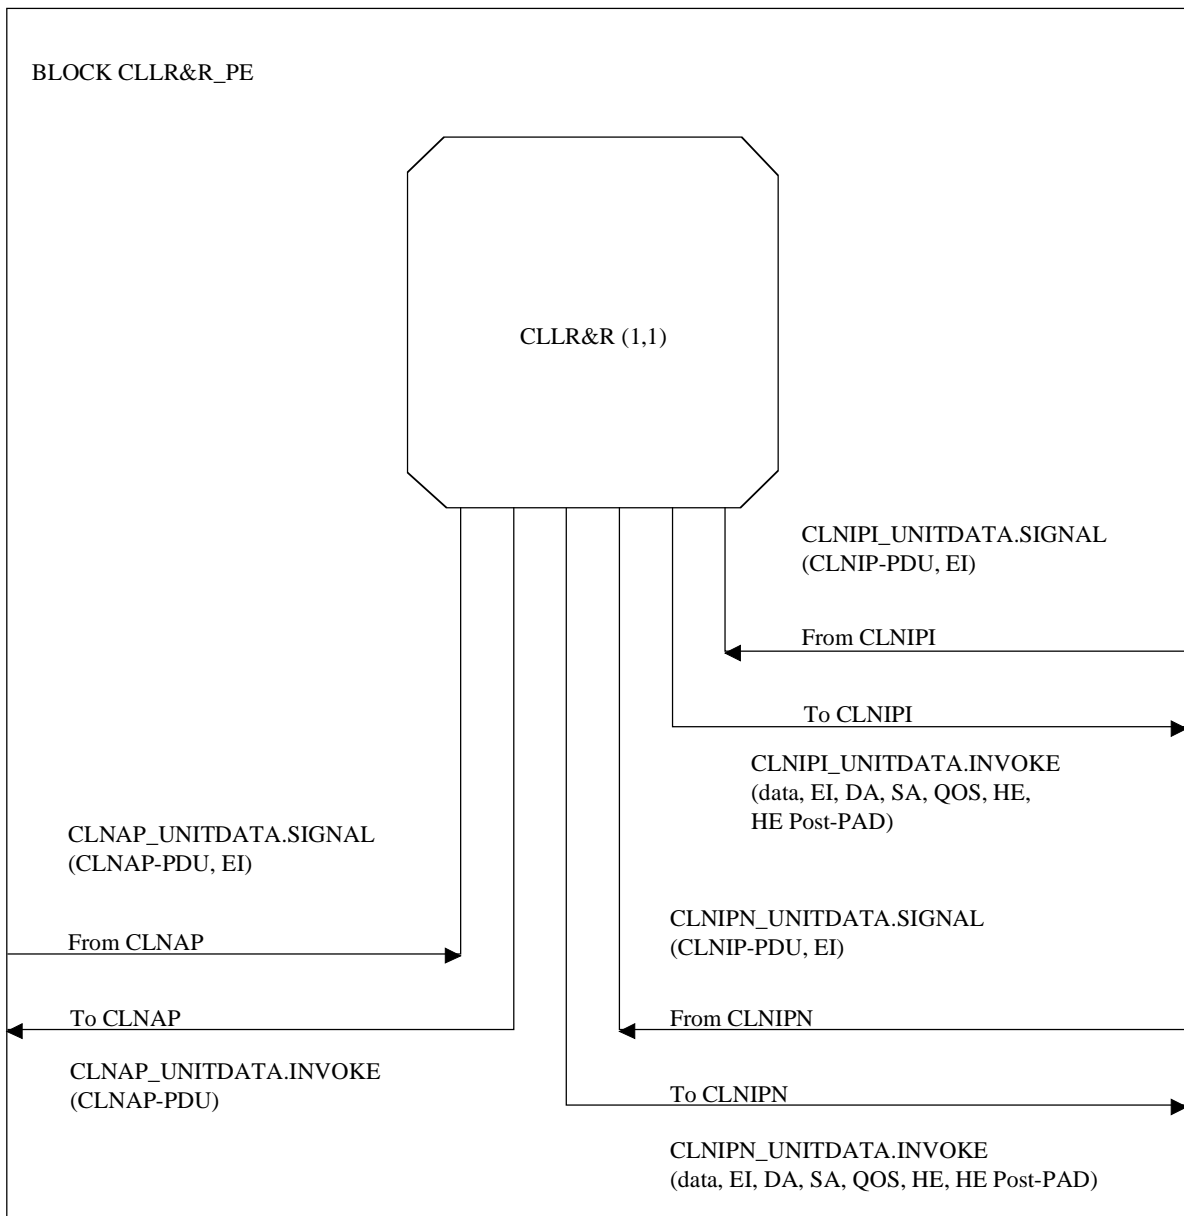 BLOCK CLLR&R_PE
CLLR&R (1,1)
CLNIPI_UNITDATA.SIGNAL
(CLNIP-PDU, EI)
From CLNIPI
To CLNIPI
CLNIPI_UNITDATA.INVOKE
(data, EI, DA, SA, QOS, HE,
HE Post-PAD)
CLNAP_UNITDATA.SIGNAL
(CLNAP-PDU, EI)
From CLNAP
To CLNAP
CLNAP_UNITDATA.INVOKE
(CLNAP-PDU)
CLNIPN_UNITDATA.SIGNAL
(CLNIP-PDU, EI)
From CLNIPN
To CLNIPN
CLNIPN_UNITDATA.INVOKE
(data, EI, DA, SA, QOS, HE, HE Post-PAD)